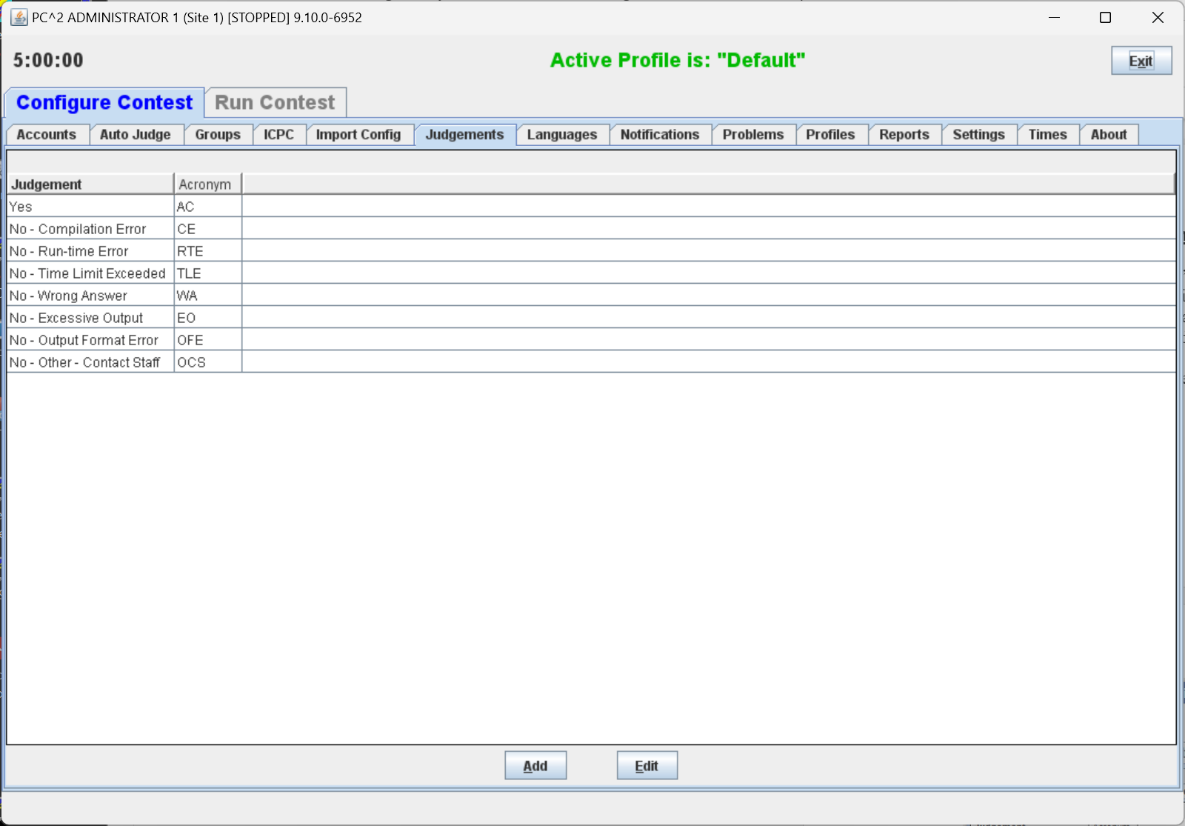 PC^2 ADMINISTRATOR 1 (Site 1) [STOPPED] 9.10.0-6952
5:00:00 Active Profile is: "Default" Exit
Configure Contest Run Contest
Accounts Auto Judge Groups ICPC Import Config Judgements Languages Notifications Problems Profiles Reports Settings Times About
Judgement Acronym
Yes AC
No - Compilation Error CE
No - Run-time Error RTE
No - Time Limit Exceeded TLE
No - Wrong Answer WA
No - Excessive Output EO
No - Output Format Error OFE
No - Other - Contact Staff OCS
Add Edit